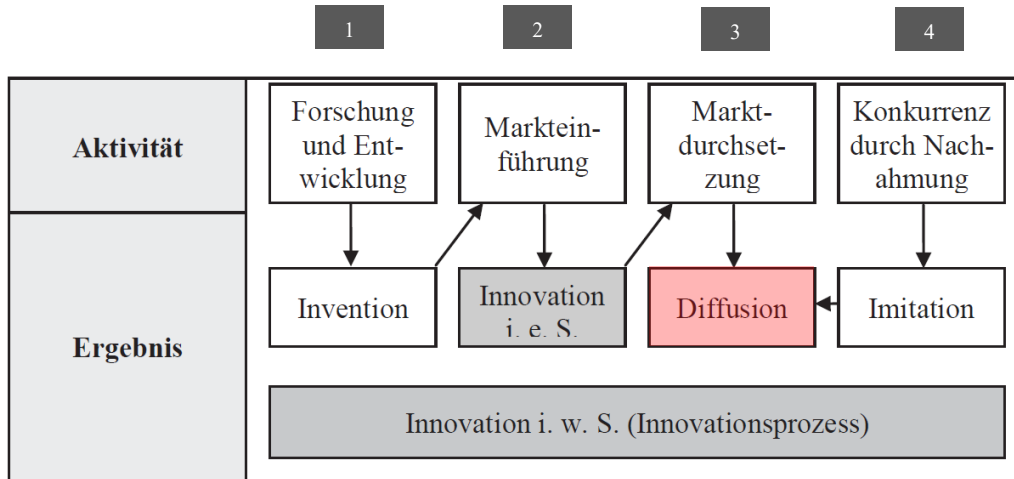 1 2 3 4
Aktivität
Forschung
und Ent-
wicklung
Marktein-
führung
Markt-
durchset-
zung
Konkurrenz
durch Nach-
ahmung
Ergebnis
Invention
Innovation
i. e. S.
Diffusion
Imitation
Innovation i. w. S. (Innovationsprozess)